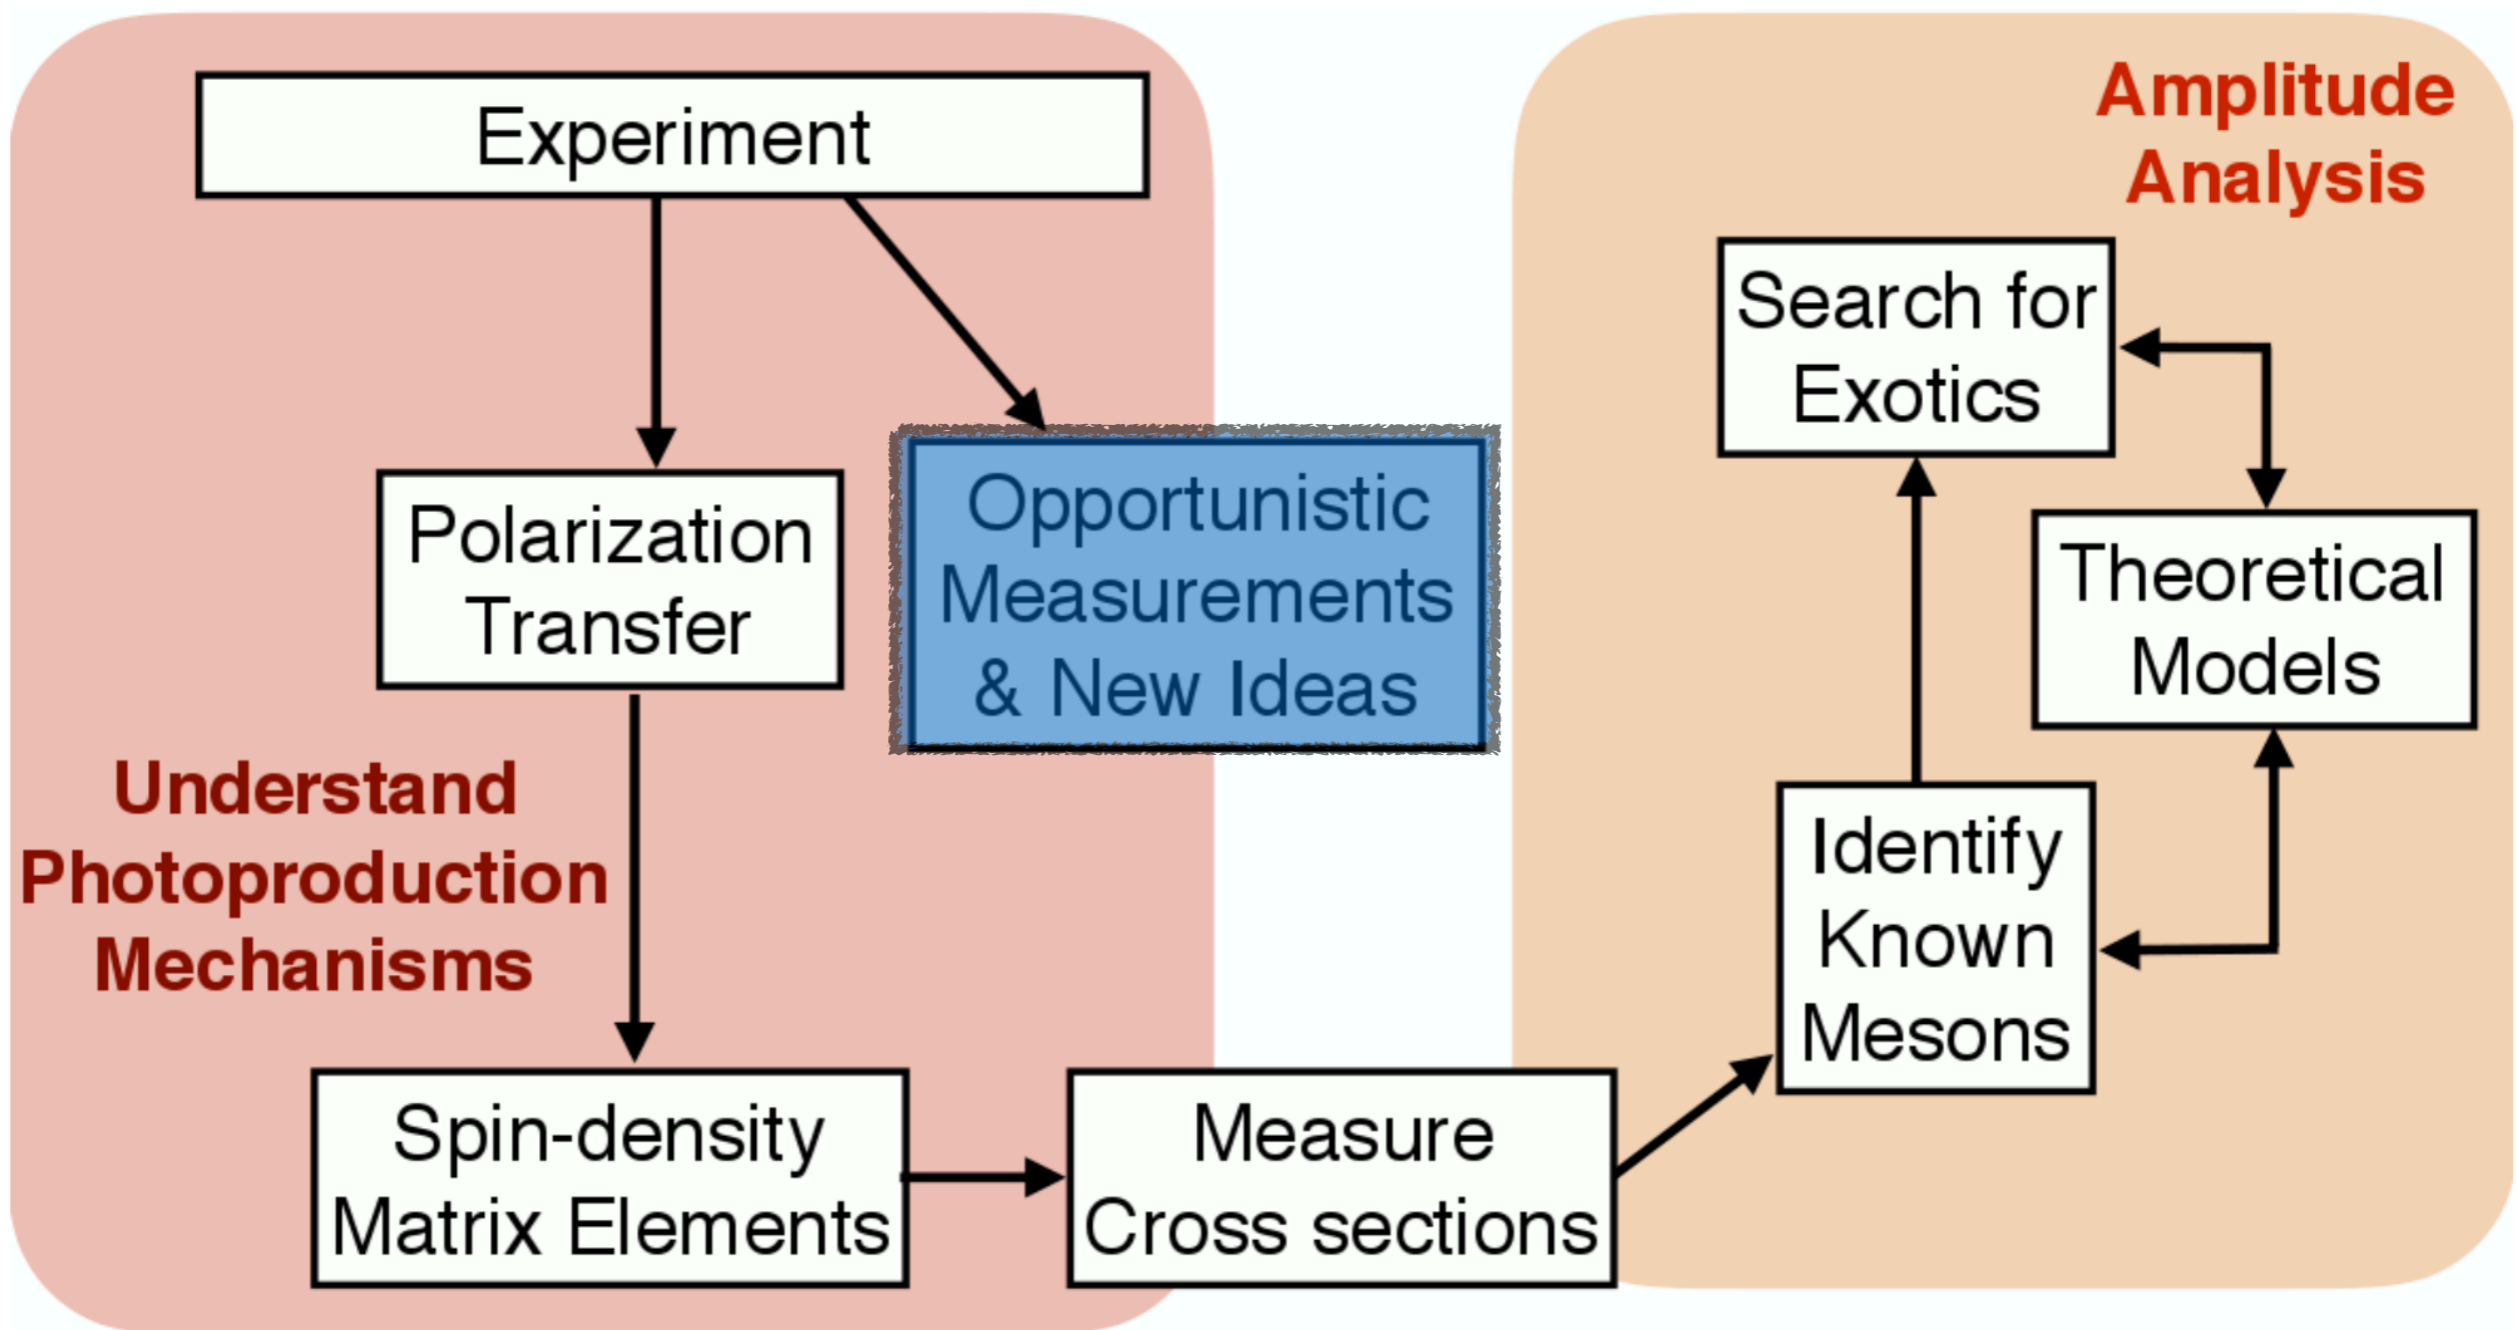 Experiment
Polarization
Transfer
Opportunistic
Measurements
& New Ideas
Understand
Photoproduction
Mechanisms
Spin-density
Matrix Elements
Measure
Cross sections
Amplitude
Analysis
Search for
Exotics
Theoretical
Models
Identify
Known
Mesons